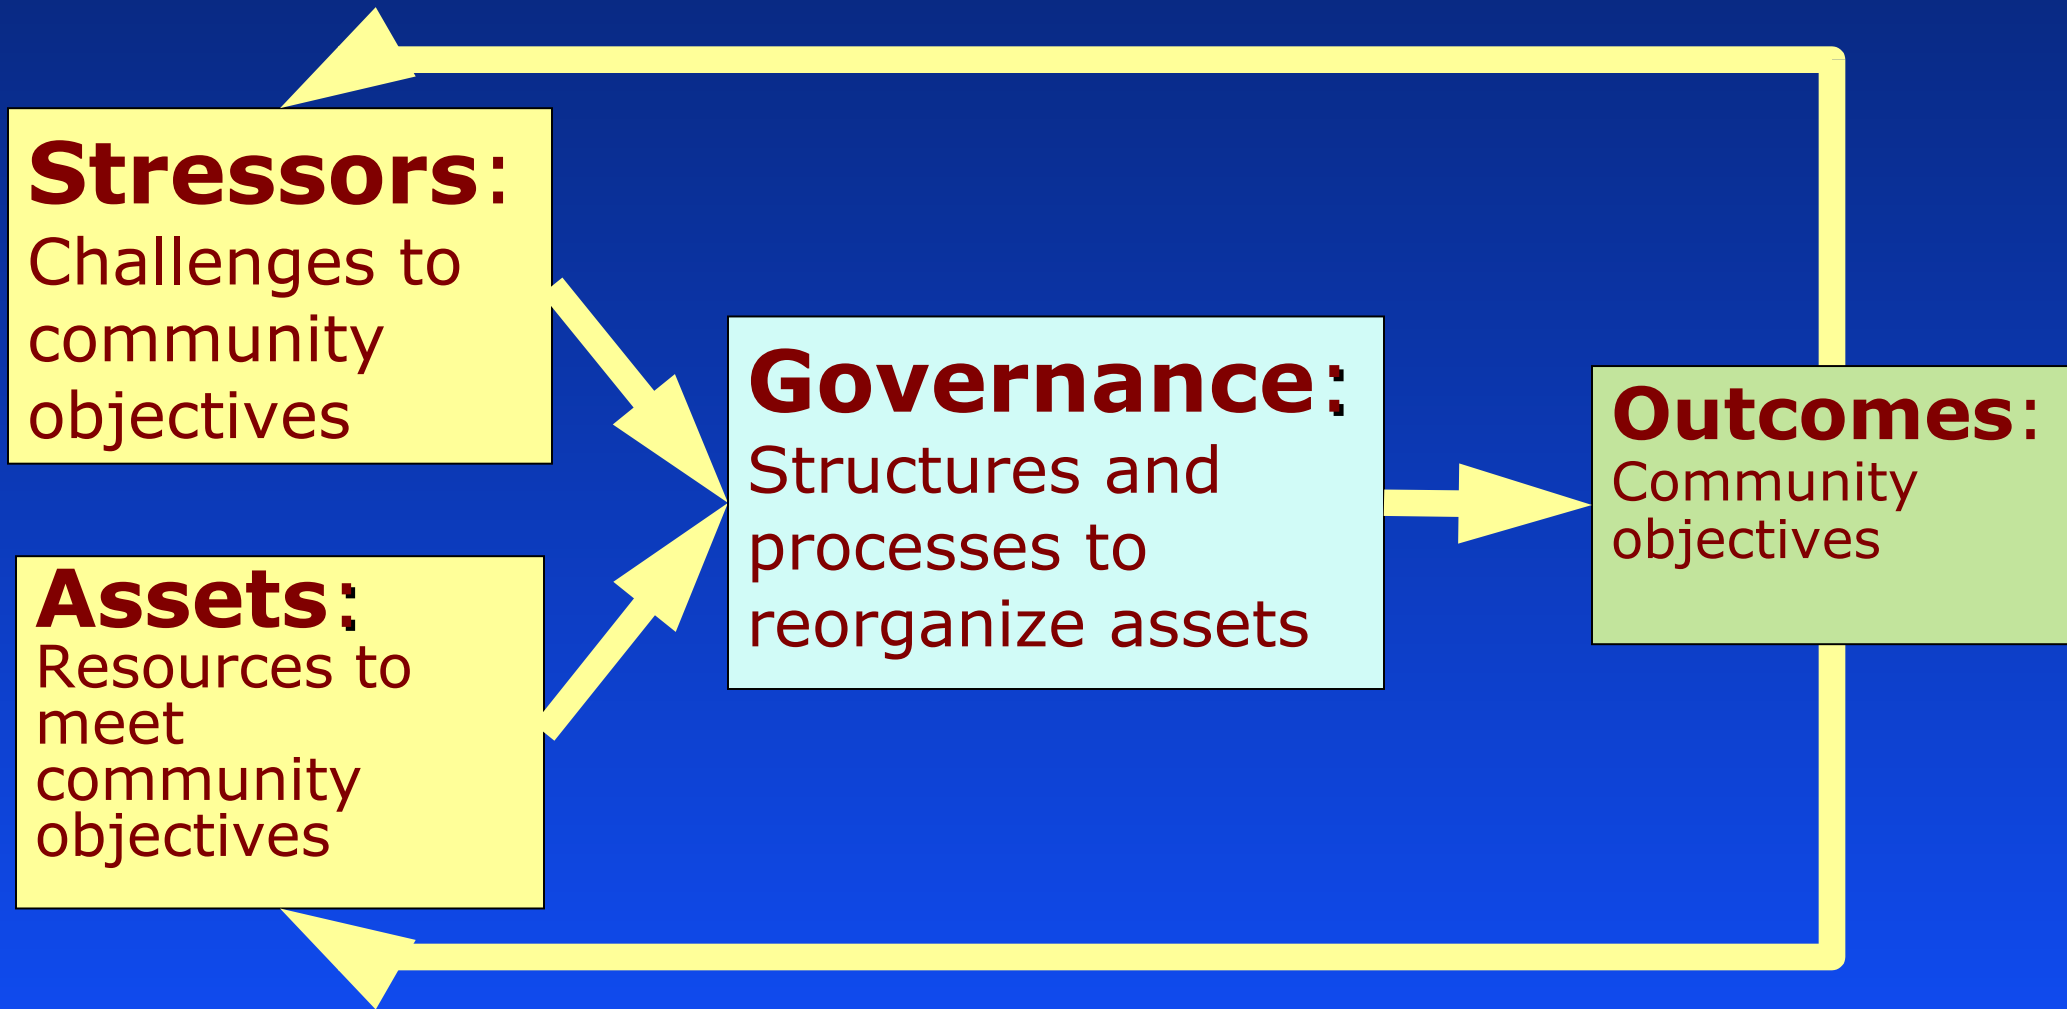 Stressors:
Challenges to
community
objectives
Assets:
Resources to
meet
community
objectives
Governance:
Structures and
processes to
reorganize assets
Outcomes:
Community
objectives